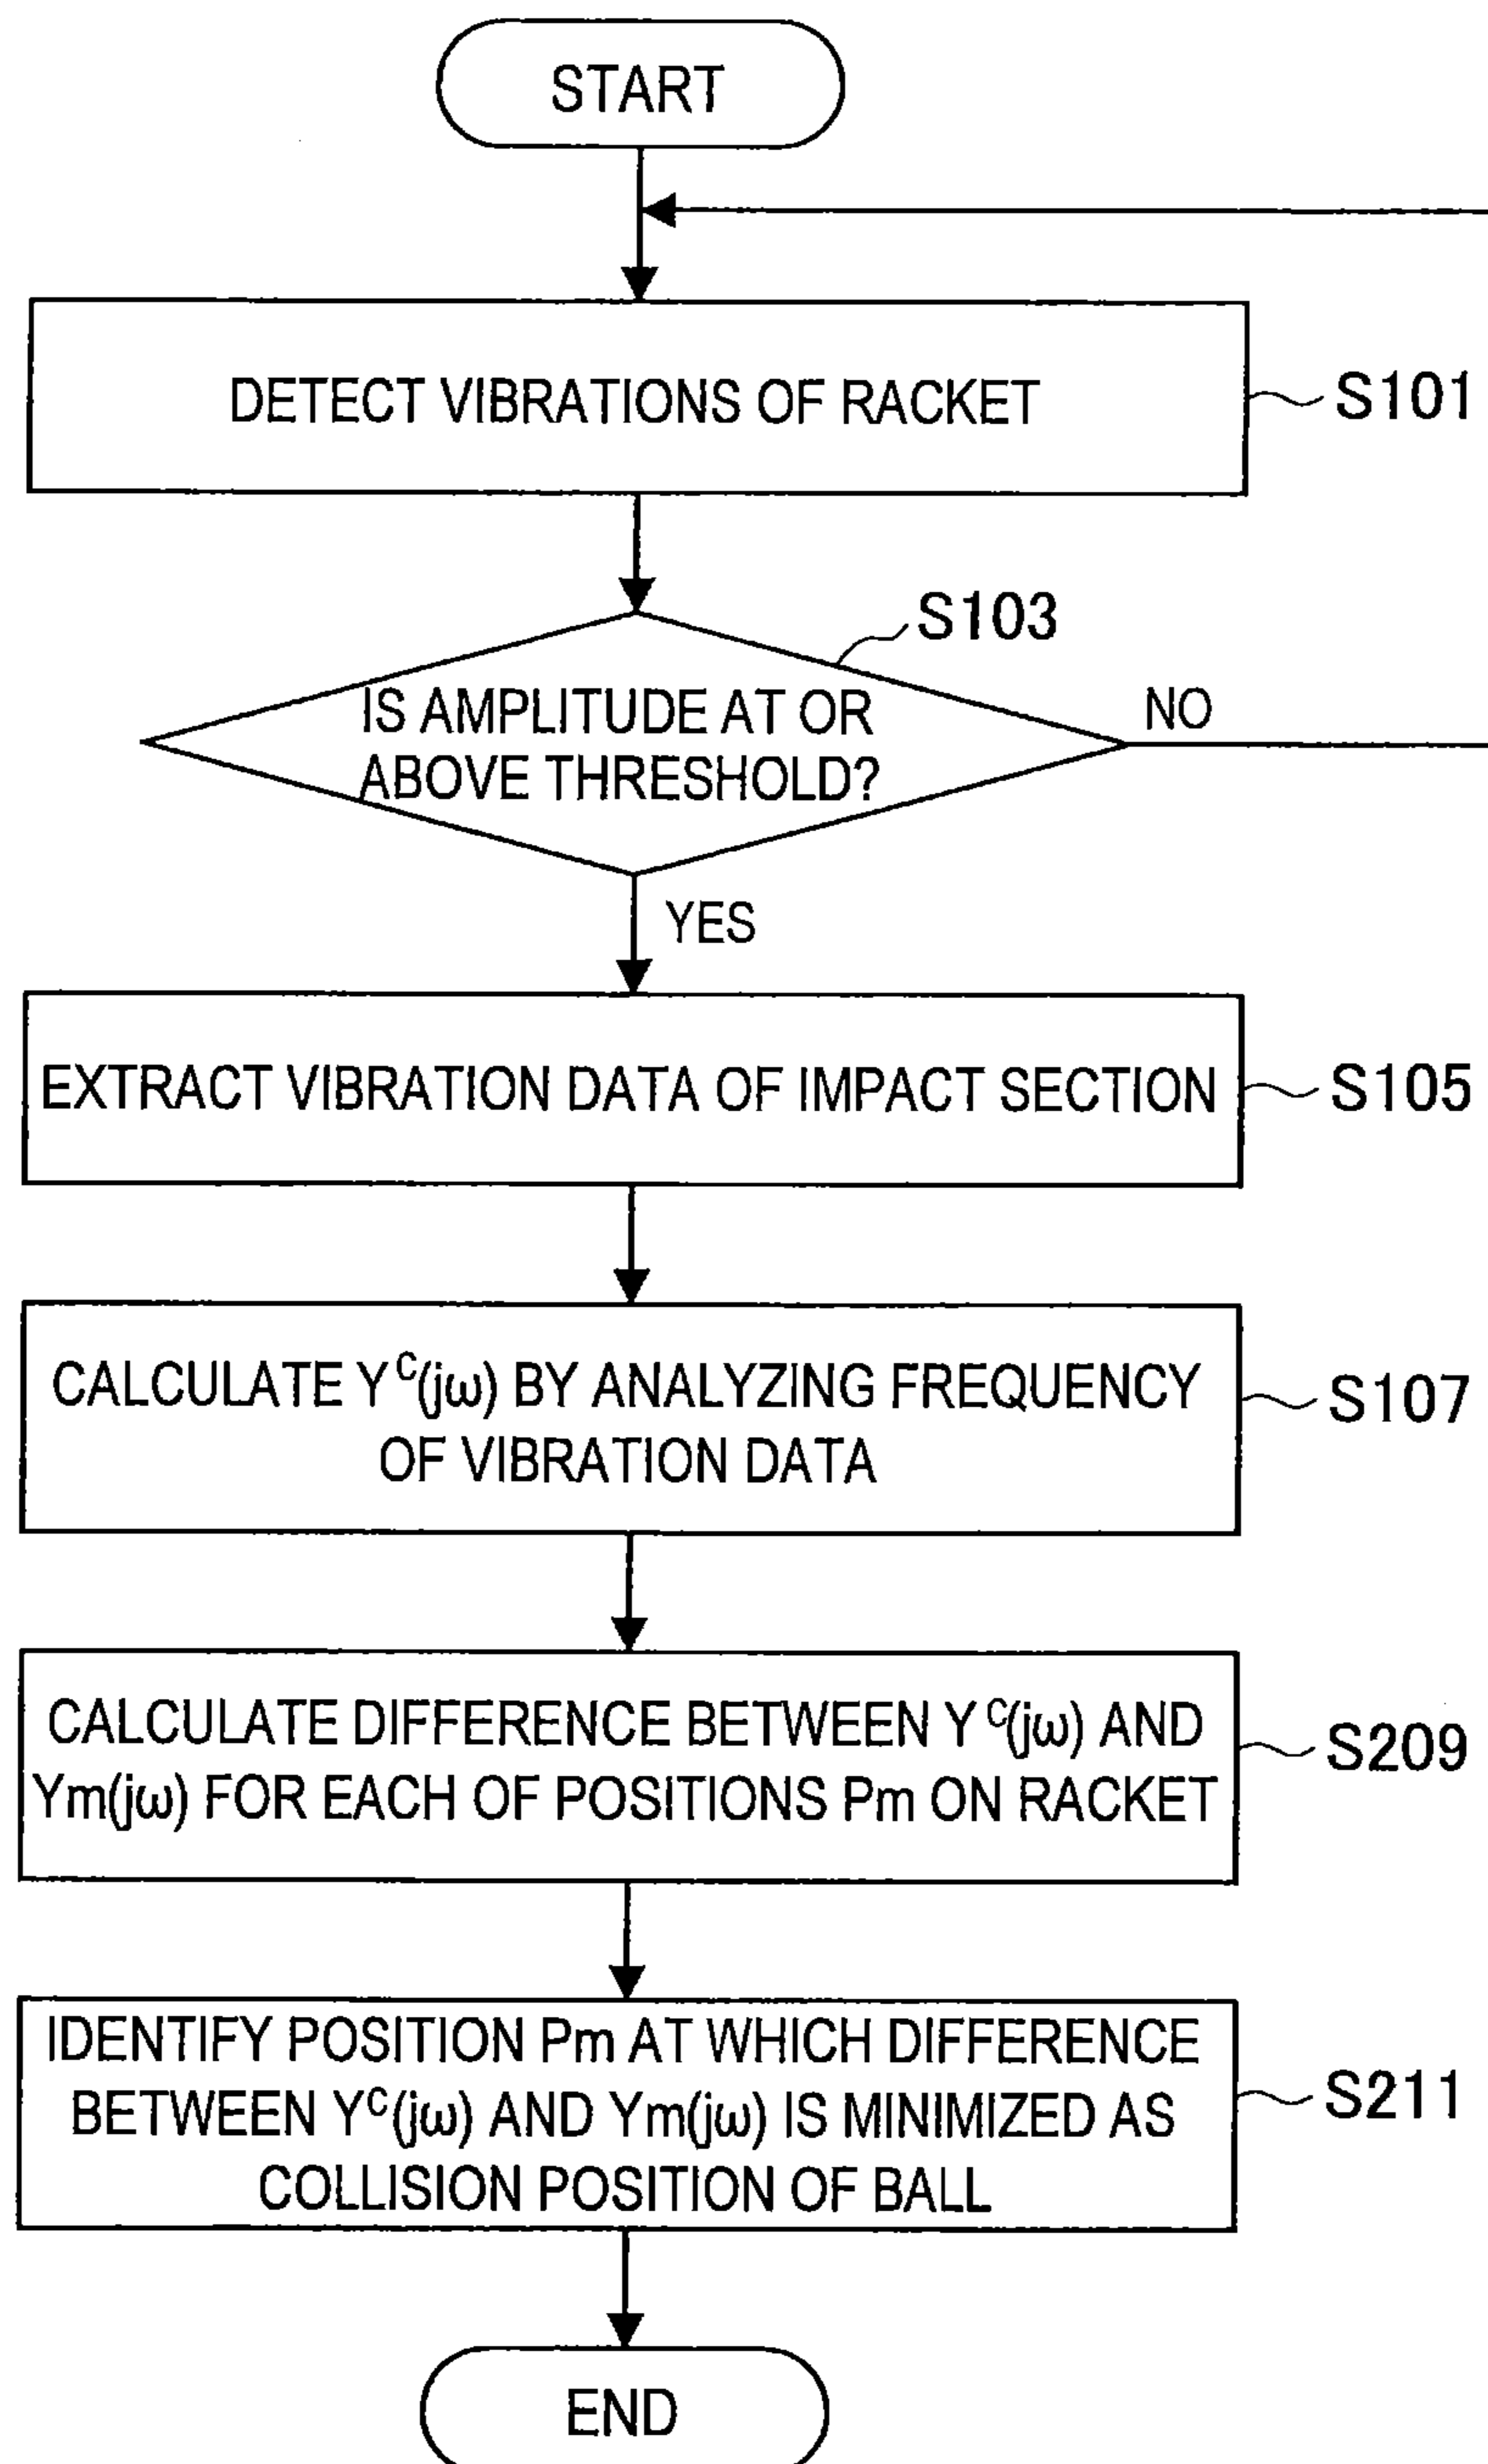 START
DETECT VIBRATIONS OF RACKET
S101
S103
IS AMPLITUDE AT OR
ABOVE THRESHOLD?
NO
YES
EXTRACT VIBRATION DATA OF IMPACT SECTION
S105
CALCULATE Yᶜ(jω) BY ANALYZING FREQUENCY
OF VIBRATION DATA
S107
CALCULATE DIFFERENCE BETWEEN Yᶜ(jω) AND
Ym(jω) FOR EACH OF POSITIONS Pm ON RACKET
S209
IDENTIFY POSITION Pm AT WHICH DIFFERENCE
BETWEEN Yᶜ(jω) AND Ym(jω) IS MINIMIZED AS
COLLISION POSITION OF BALL
S211
END